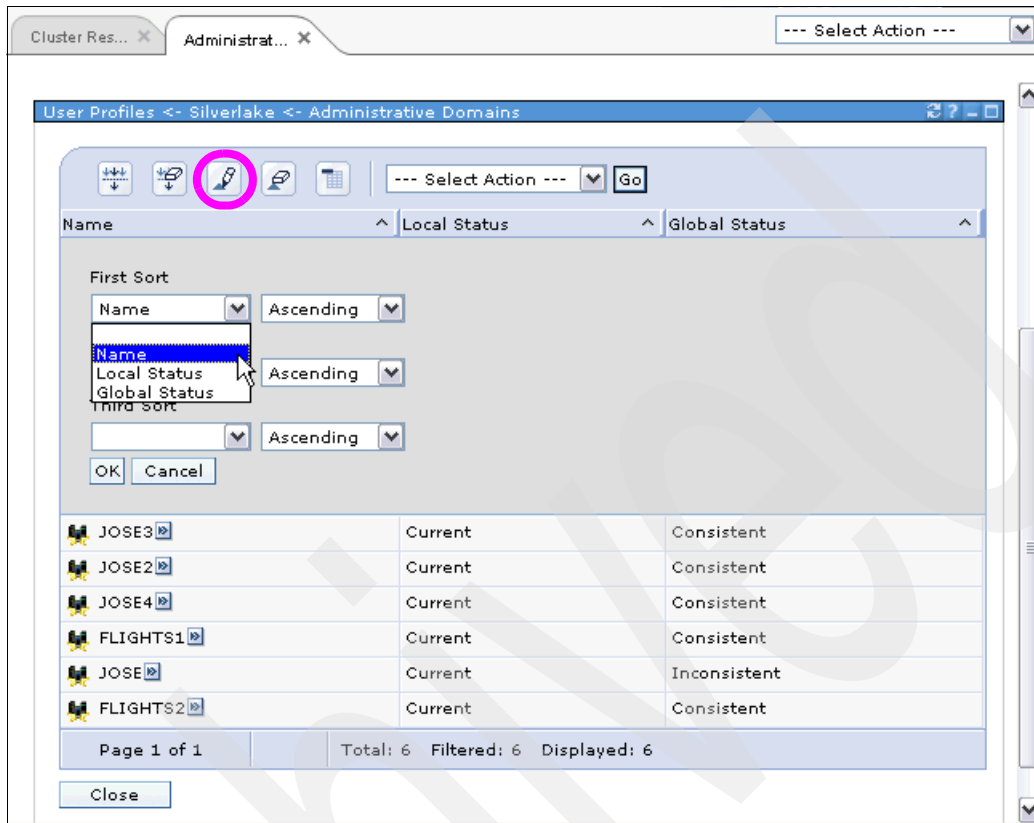 Cluster Res... Administrat... --- Select Action ---
User Profiles <- Silverlake <- Administrative Domains
--- Select Action --- Go
Name Local Status Global Status
First Sort
Name Ascending
Name
Local Status Ascending
Global Status
Third Sort
Ascending
OK Cancel
JOSE3 Current Consistent
JOSE2 Current Consistent
JOSE4 Current Consistent
FLIGHTS1 Current Consistent
JOSE Current Inconsistent
FLIGHTS2 Current Consistent
Page 1 of 1 Total: 6 Filtered: 6 Displayed: 6
Close